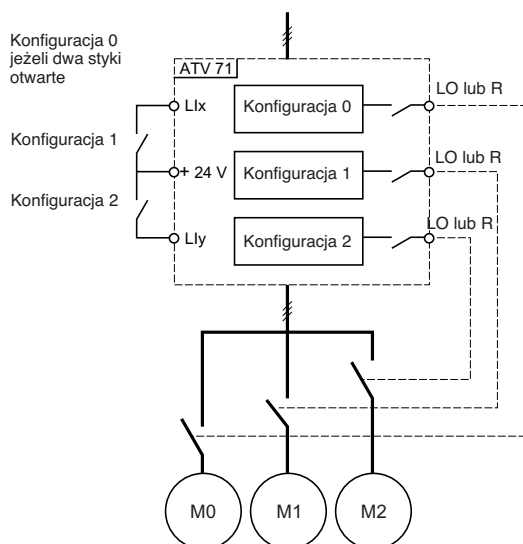 Konfiguracja 0
jeżeli dwa styki
otwarte
ATV 71
LIx
Konfiguracja 0
LO lub R
Konfiguracja 1
+ 24 V
Konfiguracja 1
LO lub R
Konfiguracja 2
LIy
Konfiguracja 2
LO lub R
M0
M1
M2